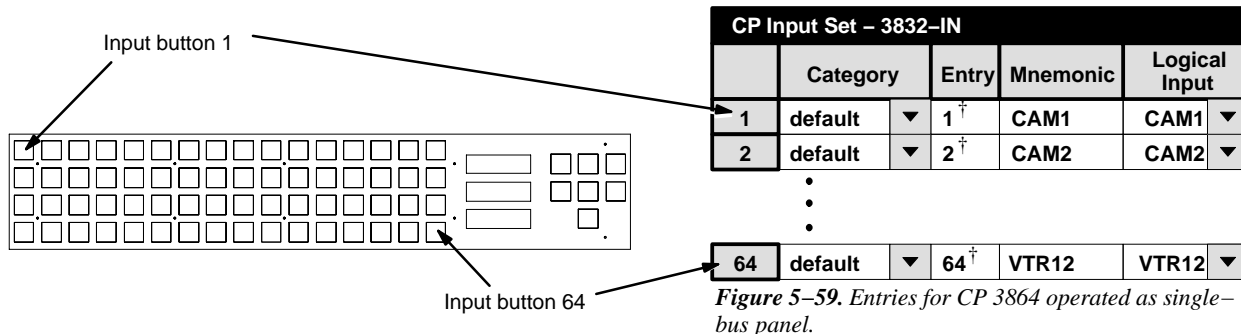 Input button 1
Input button 64
CP Input Set – 3832–IN
Category Entry Mnemonic Logical Input
1 default 1† CAM1 CAM1
2 default 2† CAM2 CAM2
64 default 64† VTR12 VTR12
Figure 5–59. Entries for CP 3864 operated as single–
bus panel.